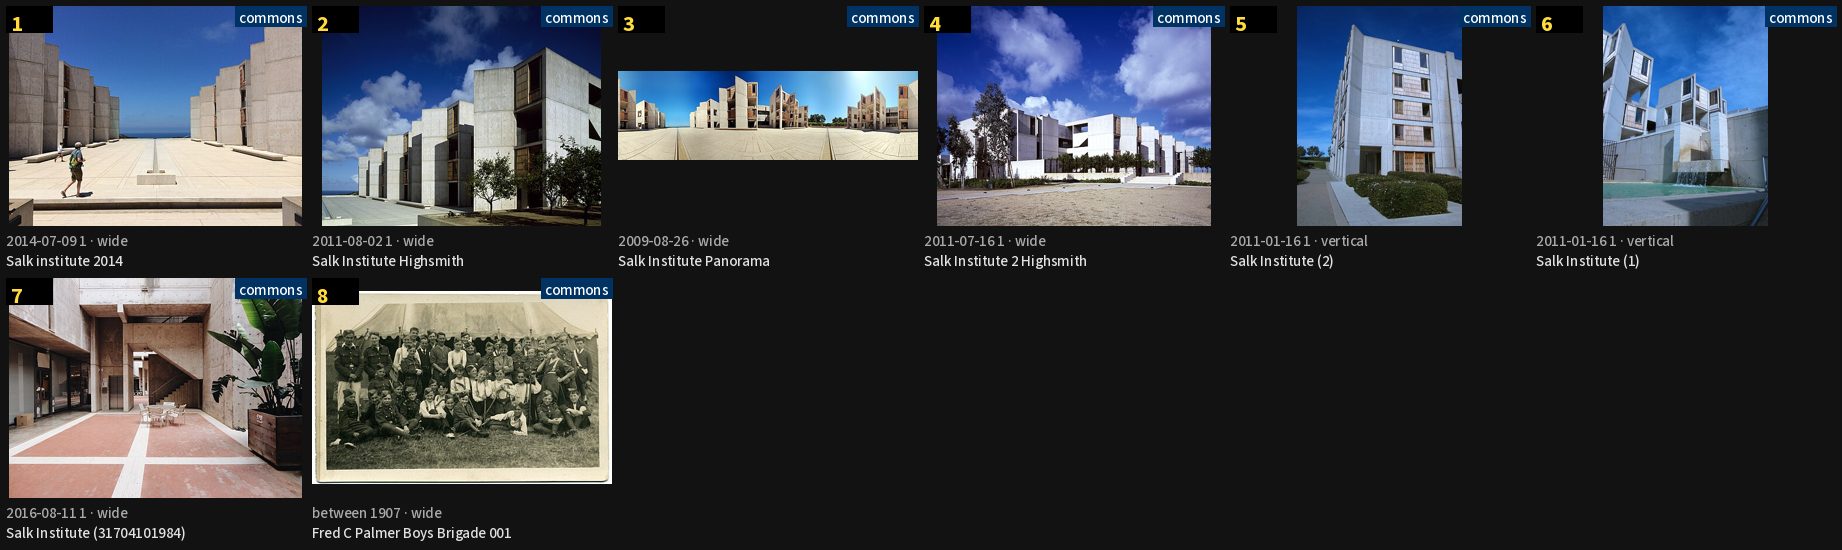 1
commons
2014-07-09 1 · wide
Salk institute 2014
2
commons
2011-08-02 1 · wide
Salk Institute Highsmith
3
commons
2009-08-26 · wide
Salk Institute Panorama
4
commons
2011-07-16 1 · wide
Salk Institute 2 Highsmith
5
commons
2011-01-16 1 · vertical
Salk Institute (2)
6
commons
2011-01-16 1 · vertical
Salk Institute (1)
7
commons
2016-08-11 1 · wide
Salk Institute (31704101984)
8
commons
between 1907 · wide
Fred C Palmer Boys Brigade 001